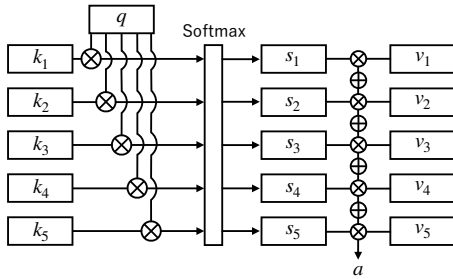 q
Softmax
k₁ s₁ v₁
k₂ s₂ v₂
k₃ s₃ v₃
k₄ s₄ v₄
k₅ s₅ v₅
a